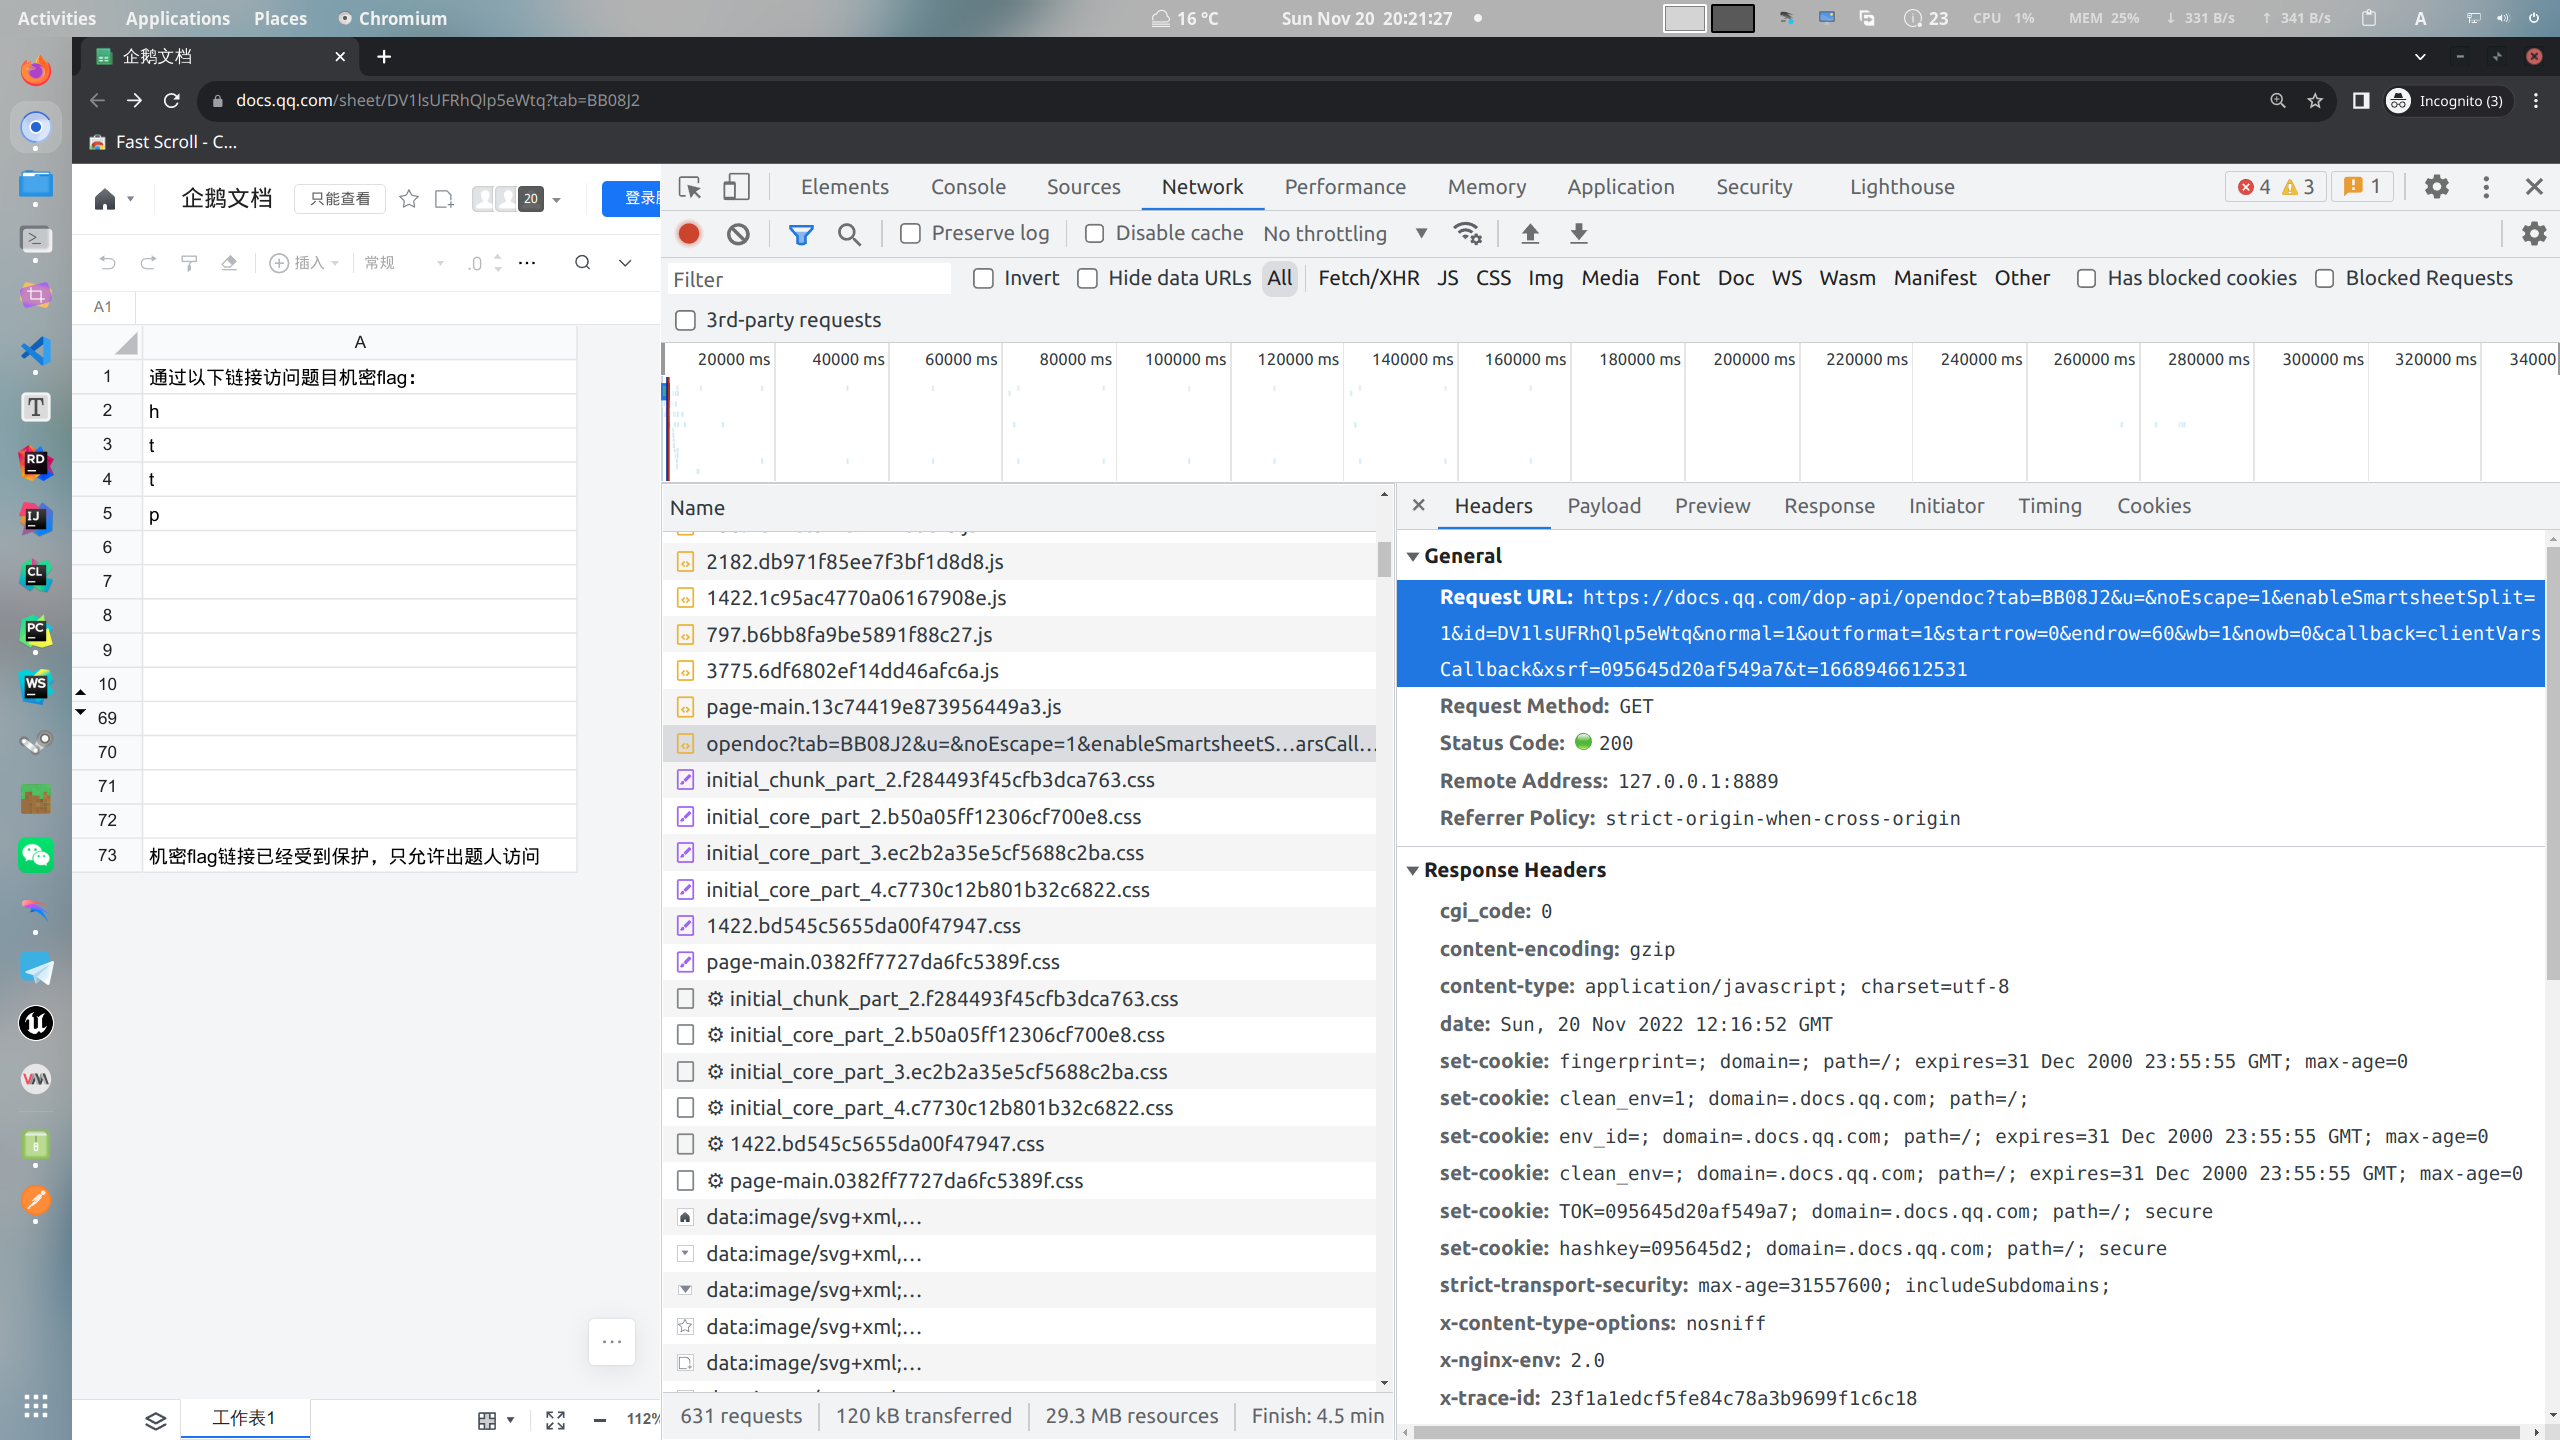 Activities Applications Places Chromium 16 °C Sun Nov 20 20:21:27 23 CPU 1% MEM 25% ↓ 331 B/s ↑ 341 B/s A
企鹅文档
docs.qq.com/sheet/DV1lsUFRhQlp5eWtq?tab=BB08J2 Incognito (3)
Fast Scroll - C...
企鹅文档 只能查看 20
插入 常规 .0
A1
A
1 通过以下链接访问题目机密flag：
2 h
3 t
4 t
5 p
6
7
8
9
10
69
70
71
72
73 机密flag链接已经受到保护，只允许出题人访问
工作表1 112%
Elements Console Sources Network Performance Memory Application Security Lighthouse 4 3 1
Preserve log Disable cache No throttling
Filter Invert Hide data URLs All Fetch/XHR JS CSS Img Media Font Doc WS Wasm Manifest Other Has blocked cookies Blocked Requests
3rd-party requests
20000 ms 40000 ms 60000 ms 80000 ms 100000 ms 120000 ms 140000 ms 160000 ms 180000 ms 200000 ms 220000 ms 240000 ms 260000 ms 280000 ms 300000 ms 320000 ms 34000
Name
2182.db971f85ee7f3bf1d8d8.js
1422.1c95ac4770a06167908e.js
797.b6bb8fa9be5891f88c27.js
3775.6df6802ef14dd46afc6a.js
page-main.13c74419e873956449a3.js
opendoc?tab=BB08J2&u=&noEscape=1&enableSmartsheetS…arsCall…
initial_chunk_part_2.f284493f45cfb3dca763.css
initial_core_part_2.b50a05ff12306cf700e8.css
initial_core_part_3.ec2b2a35e5cf5688c2ba.css
initial_core_part_4.c7730c12b801b32c6822.css
1422.bd545c5655da00f47947.css
page-main.0382ff7727da6fc5389f.css
initial_chunk_part_2.f284493f45cfb3dca763.css
initial_core_part_2.b50a05ff12306cf700e8.css
initial_core_part_3.ec2b2a35e5cf5688c2ba.css
initial_core_part_4.c7730c12b801b32c6822.css
1422.bd545c5655da00f47947.css
page-main.0382ff7727da6fc5389f.css
data:image/svg+xml,…
data:image/svg+xml,…
data:image/svg+xml;…
data:image/svg+xml;…
data:image/svg+xml;…
631 requests 120 kB transferred 29.3 MB resources Finish: 4.5 min
Headers Payload Preview Response Initiator Timing Cookies
General
Request URL: https://docs.qq.com/dop-api/opendoc?tab=BB08J2&u=&noEscape=1&enableSmartsheetSplit=
1&id=DV1lsUFRhQlp5eWtq&normal=1&outformat=1&startrow=0&endrow=60&wb=1&nowb=0&callback=clientVars
Callback&xsrf=095645d20af549a7&t=1668946612531
Request Method: GET
Status Code: 200
Remote Address: 127.0.0.1:8889
Referrer Policy: strict-origin-when-cross-origin
Response Headers
cgi_code: 0
content-encoding: gzip
content-type: application/javascript; charset=utf-8
date: Sun, 20 Nov 2022 12:16:52 GMT
set-cookie: fingerprint=; domain=; path=/; expires=31 Dec 2000 23:55:55 GMT; max-age=0
set-cookie: clean_env=1; domain=.docs.qq.com; path=/;
set-cookie: env_id=; domain=.docs.qq.com; path=/; expires=31 Dec 2000 23:55:55 GMT; max-age=0
set-cookie: clean_env=; domain=.docs.qq.com; path=/; expires=31 Dec 2000 23:55:55 GMT; max-age=0
set-cookie: TOK=095645d20af549a7; domain=.docs.qq.com; path=/; secure
set-cookie: hashkey=095645d2; domain=.docs.qq.com; path=/; secure
strict-transport-security: max-age=31557600; includeSubdomains;
x-content-type-options: nosniff
x-nginx-env: 2.0
x-trace-id: 23f1a1edcf5fe84c78a3b9699f1c6c18